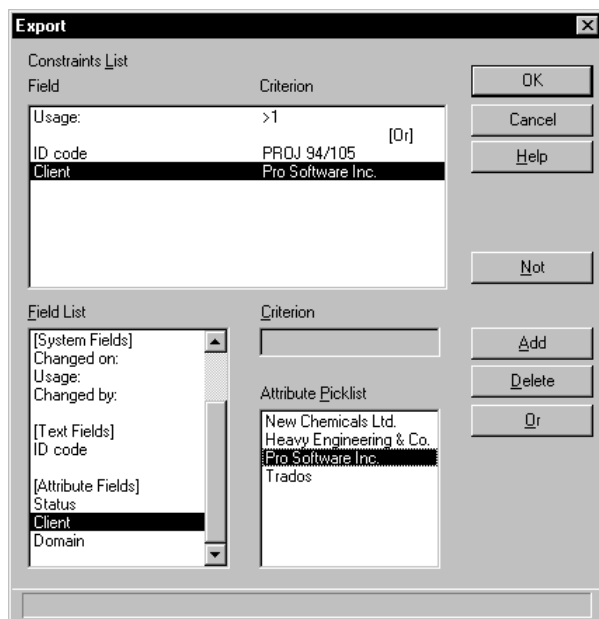 Export
Constraints List
Field Criterion
OK
Usage: >1
[Or]
ID code PROJ 94/105
Client Pro Software Inc.
Cancel
Help
Not
Field List
[System Fields]
Changed on:
Usage:
Changed by:
[Text Fields]
ID code
[Attribute Fields]
Status
Client
Domain
Criterion
Attribute Picklist
New Chemicals Ltd.
Heavy Engineering & Co.
Pro Software Inc.
Trados
Add
Delete
Or